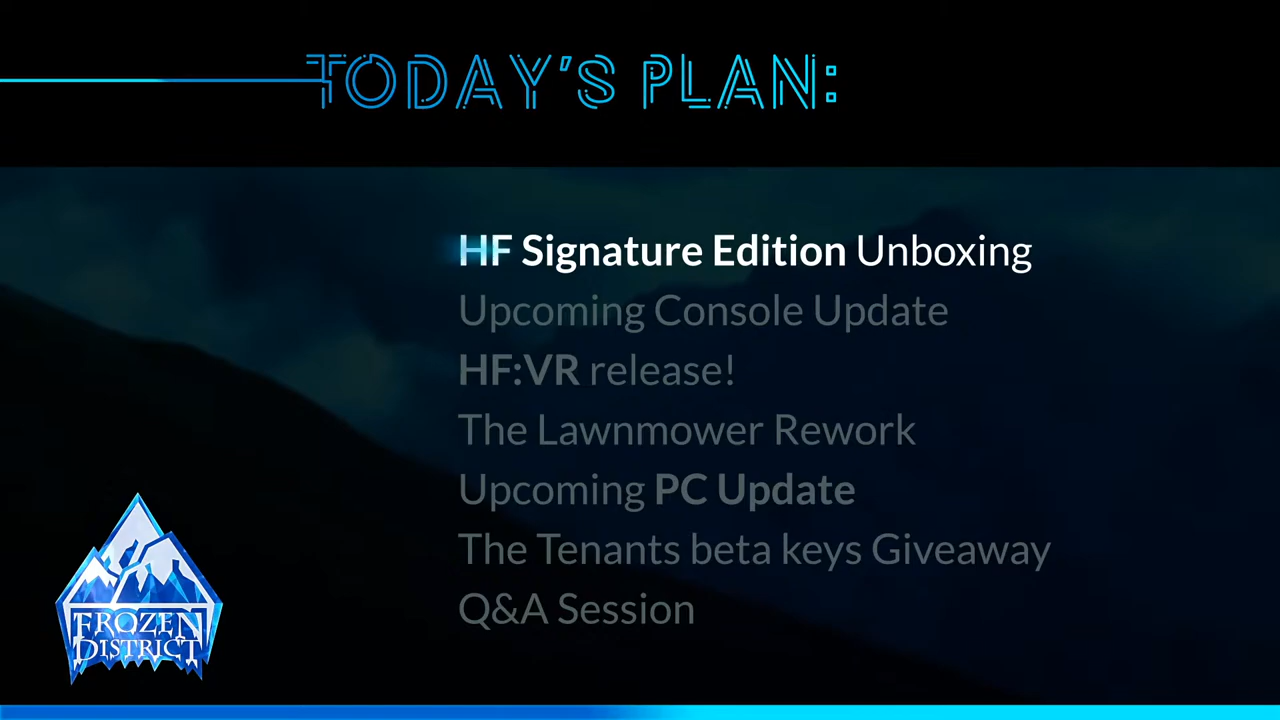 TODAY'S PLAN:
HF Signature Edition Unboxing
Upcoming Console Update
HF:VR release!
The Lawnmower Rework
Upcoming PC Update
The Tenants beta keys Giveaway
Q&A Session
FROZEN
DISTRICT